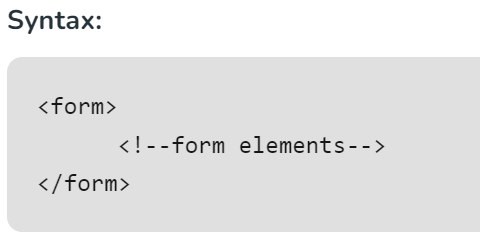 Syntax:
<form>
<!--form elements-->
</form>